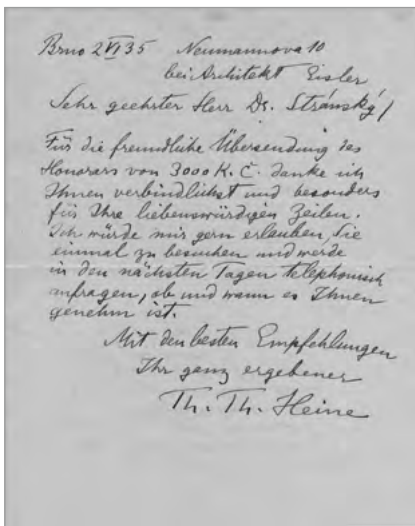 Brno 2 VI 35 Neumannova 10
bei Architekt Eisler
Sehr geehrter Herr Dr. Stránský!
Für die freundliche Übersendung des
Honorars von 3000 K. Č. danke ich
Ihnen verbindlichst und besonders
für Ihre liebenswürdigen Zeilen.
Ich würde mir gern erlauben, Sie
einmal zu besuchen und werde
in den nächsten Tagen telephonisch
anfragen, ob und wann es Ihnen
genehm ist.
Mit den besten Empfehlungen
Ihr ganz ergebener
Th. Th. Heine